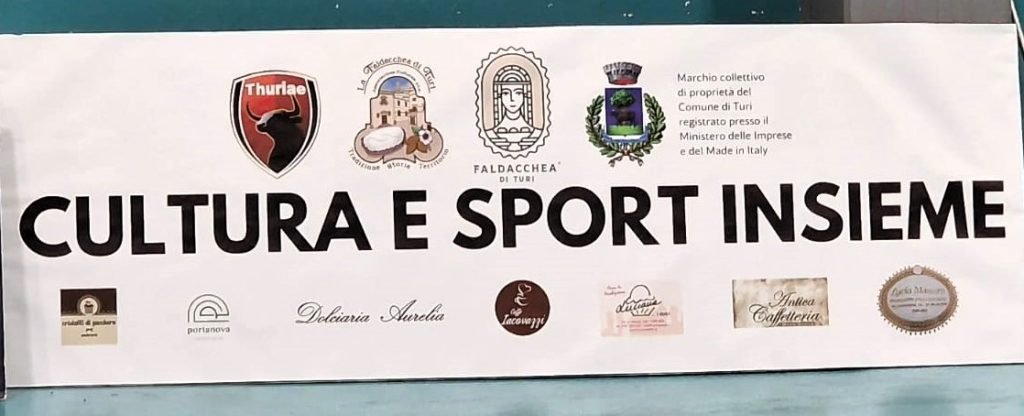 Thuriae
La Faldacchea di Turi
Tradizione Storia Territorio
FALDACCHEA
DI TURI
Marchio collettivo
di proprietà del
Comune di Turi
registrato presso il
Ministero delle Imprese
e del Made in Italy
CULTURA E SPORT INSIEME
cristalli di zucchero
portanova
Dolciaria Aurelia
Caffè
Iacovazzi
Luciana
Antica
Caffetteria